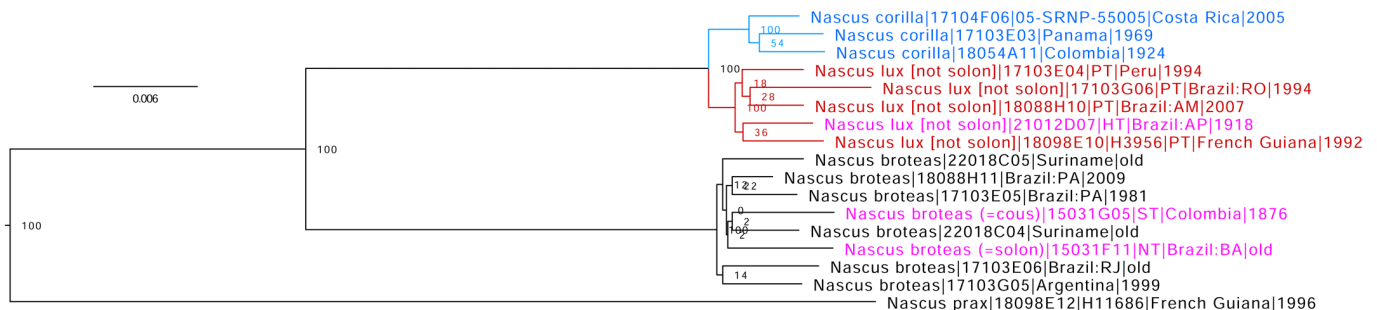 Nascus corilla|17104F06|05-SRNP-55005|Costa Rica|2005
100
Nascus corilla|17103E03|Panama|1969
54
Nascus corilla|18054A11|Colombia|1924
100
Nascus lux [not solon]|17103E04|PT|Peru|1994
18
Nascus lux [not solon]|17103G06|PT|Brazil:RO|1994
28
0.006
100
Nascus lux [not solon]|18088H10|PT|Brazil:AM|2007
Nascus lux [not solon]|21012D07|HT|Brazil:AP|1918
36
Nascus lux [not solon]|18098E10|H3956|PT|French Guiana|1992
100
Nascus broteas|22018C05|Suriname|old
Nascus broteas|18088H11|Brazil:PA|2009
12
22
Nascus broteas|17103E05|Brazil:PA|1981
0
Nascus broteas (=cous)|15031G05|ST|Colombia|1876
2
100
100
Nascus broteas|22018C04|Suriname|old
2
Nascus broteas (=solon)|15031F11|NT|Brazil:BA|old
Nascus broteas|17103E06|Brazil:RJ|old
14
Nascus broteas|17103G05|Argentina|1999
Nascus prax|18098E12|H11686|French Guiana|1996